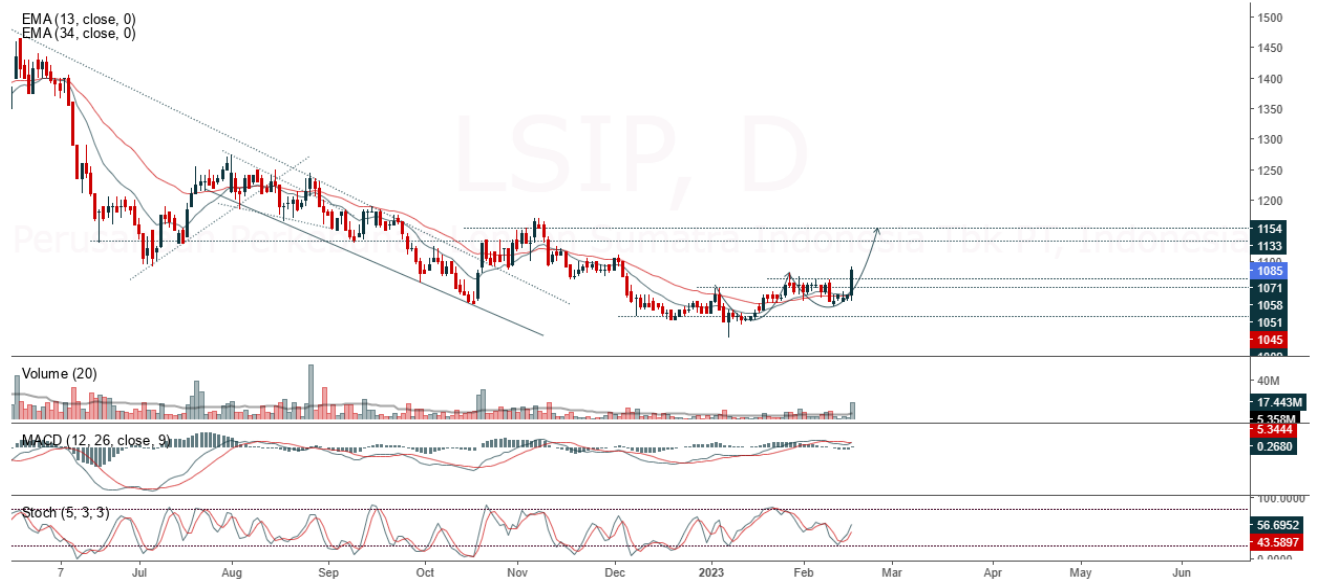 EMA (13, close, 0)
EMA (34, close, 0)
LSIP, D
1500
1450
1400
1350
1300
1250
1200
1154
1133
1085
1071
1058
1051
1045
Volume (20)
40M
17.443M
5.358M
MACD (12, 26, close, 9)
5.3444
0.2680
Stoch (5, 3, 3)
100.0000
56.6952
43.5897
0.0000
7 Jul Aug Sep Oct Nov Dec 2023 Feb Mar Apr May Jun